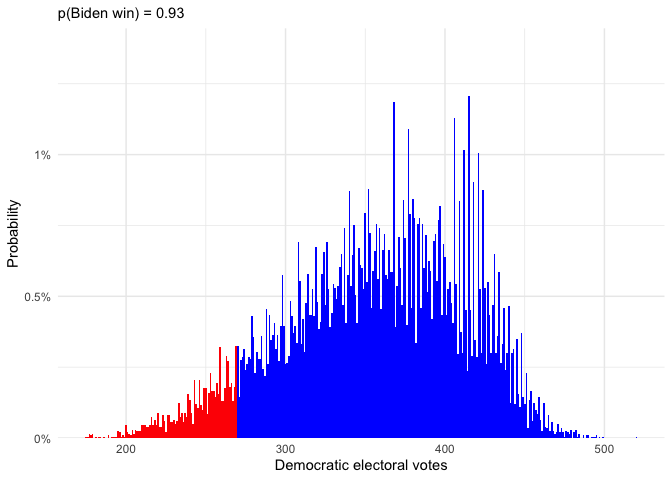 p(Biden win) = 0.93
Probability
1%
0.5%
0%
200 300 400 500
Democratic electoral votes